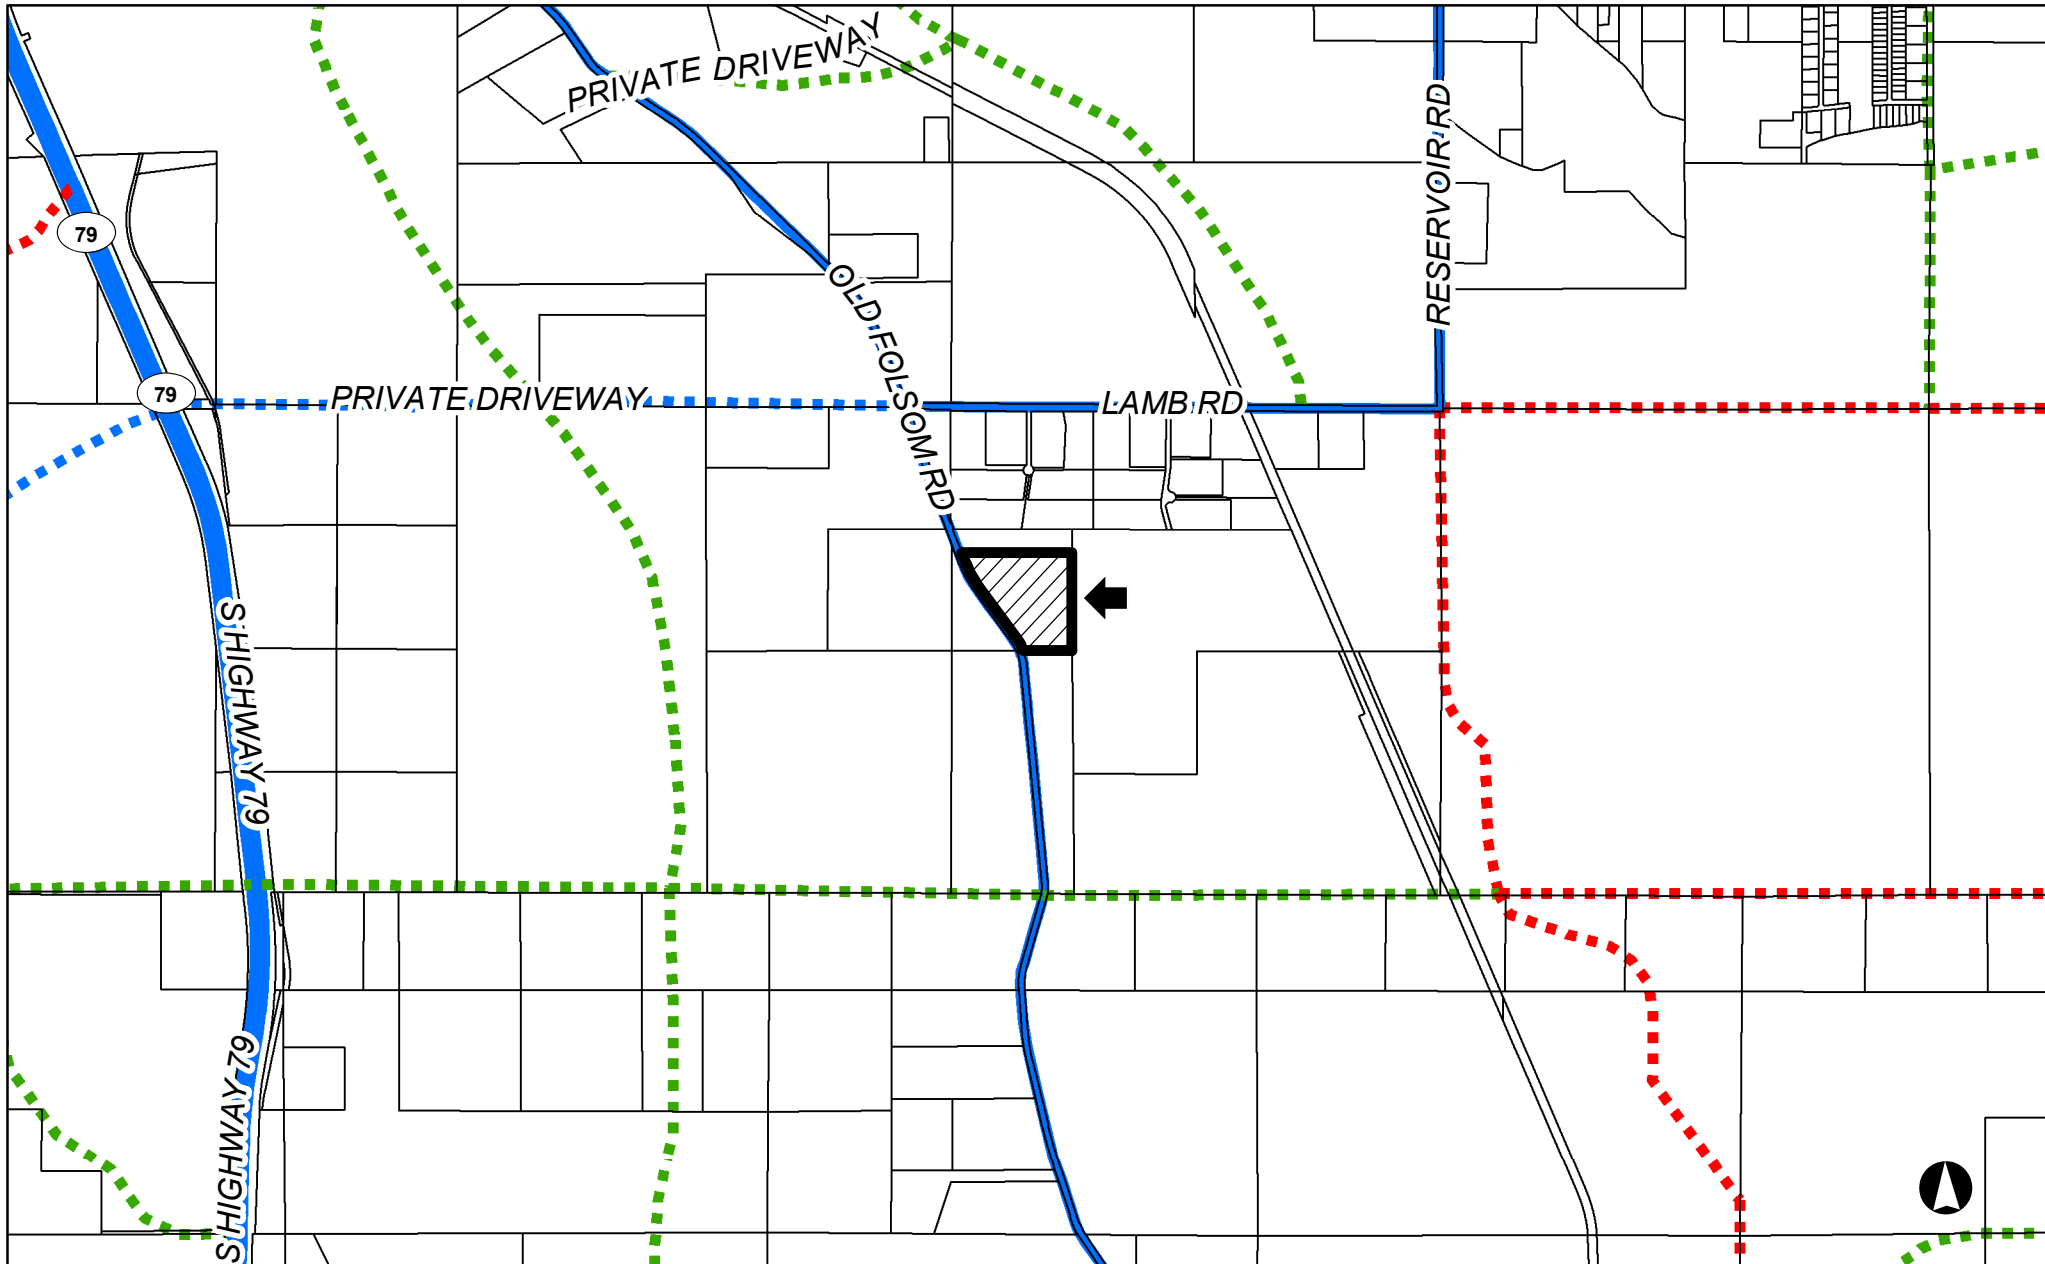 PRIVATE DRIVEWAY
RESERVOIR RD
79
OLD FOLSOM RD
79
PRIVATE DRIVEWAY
LAMB RD
S HIGHWAY 79
S HIGHWAY 79